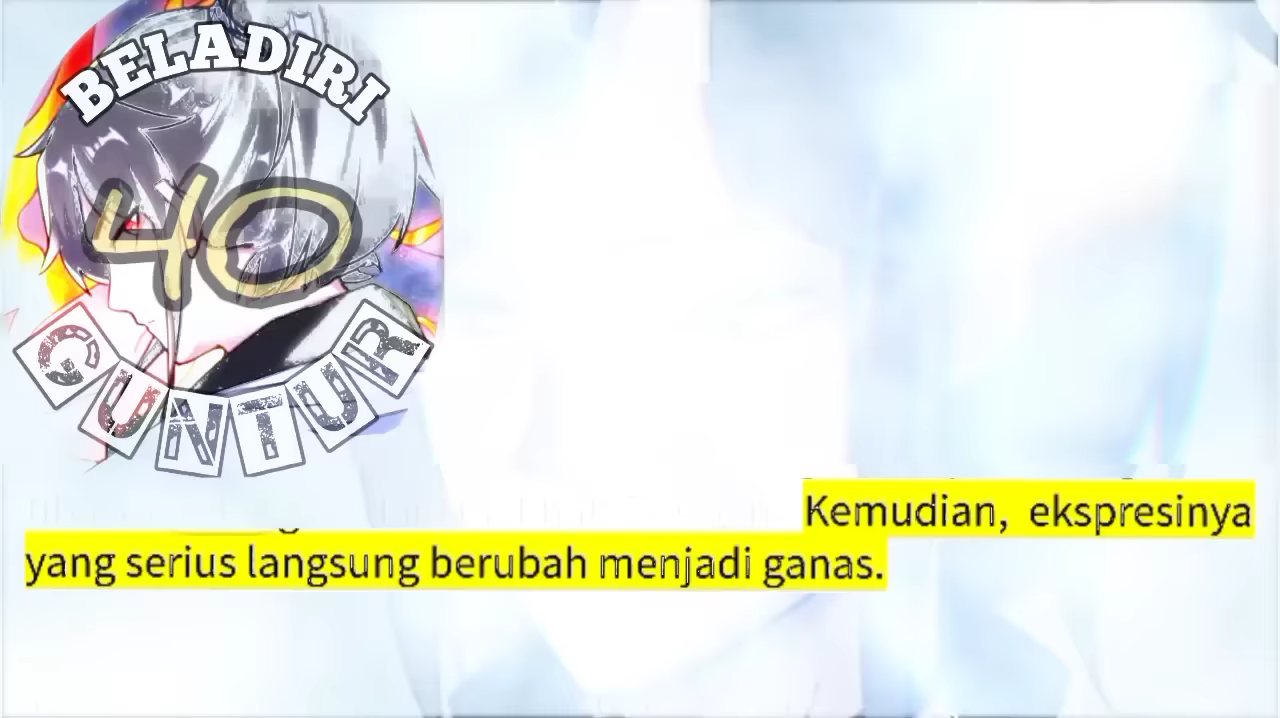 BELADIRI
40
GUNTUR
Kemudian, ekspresinya
yang serius langsung berubah menjadi ganas.